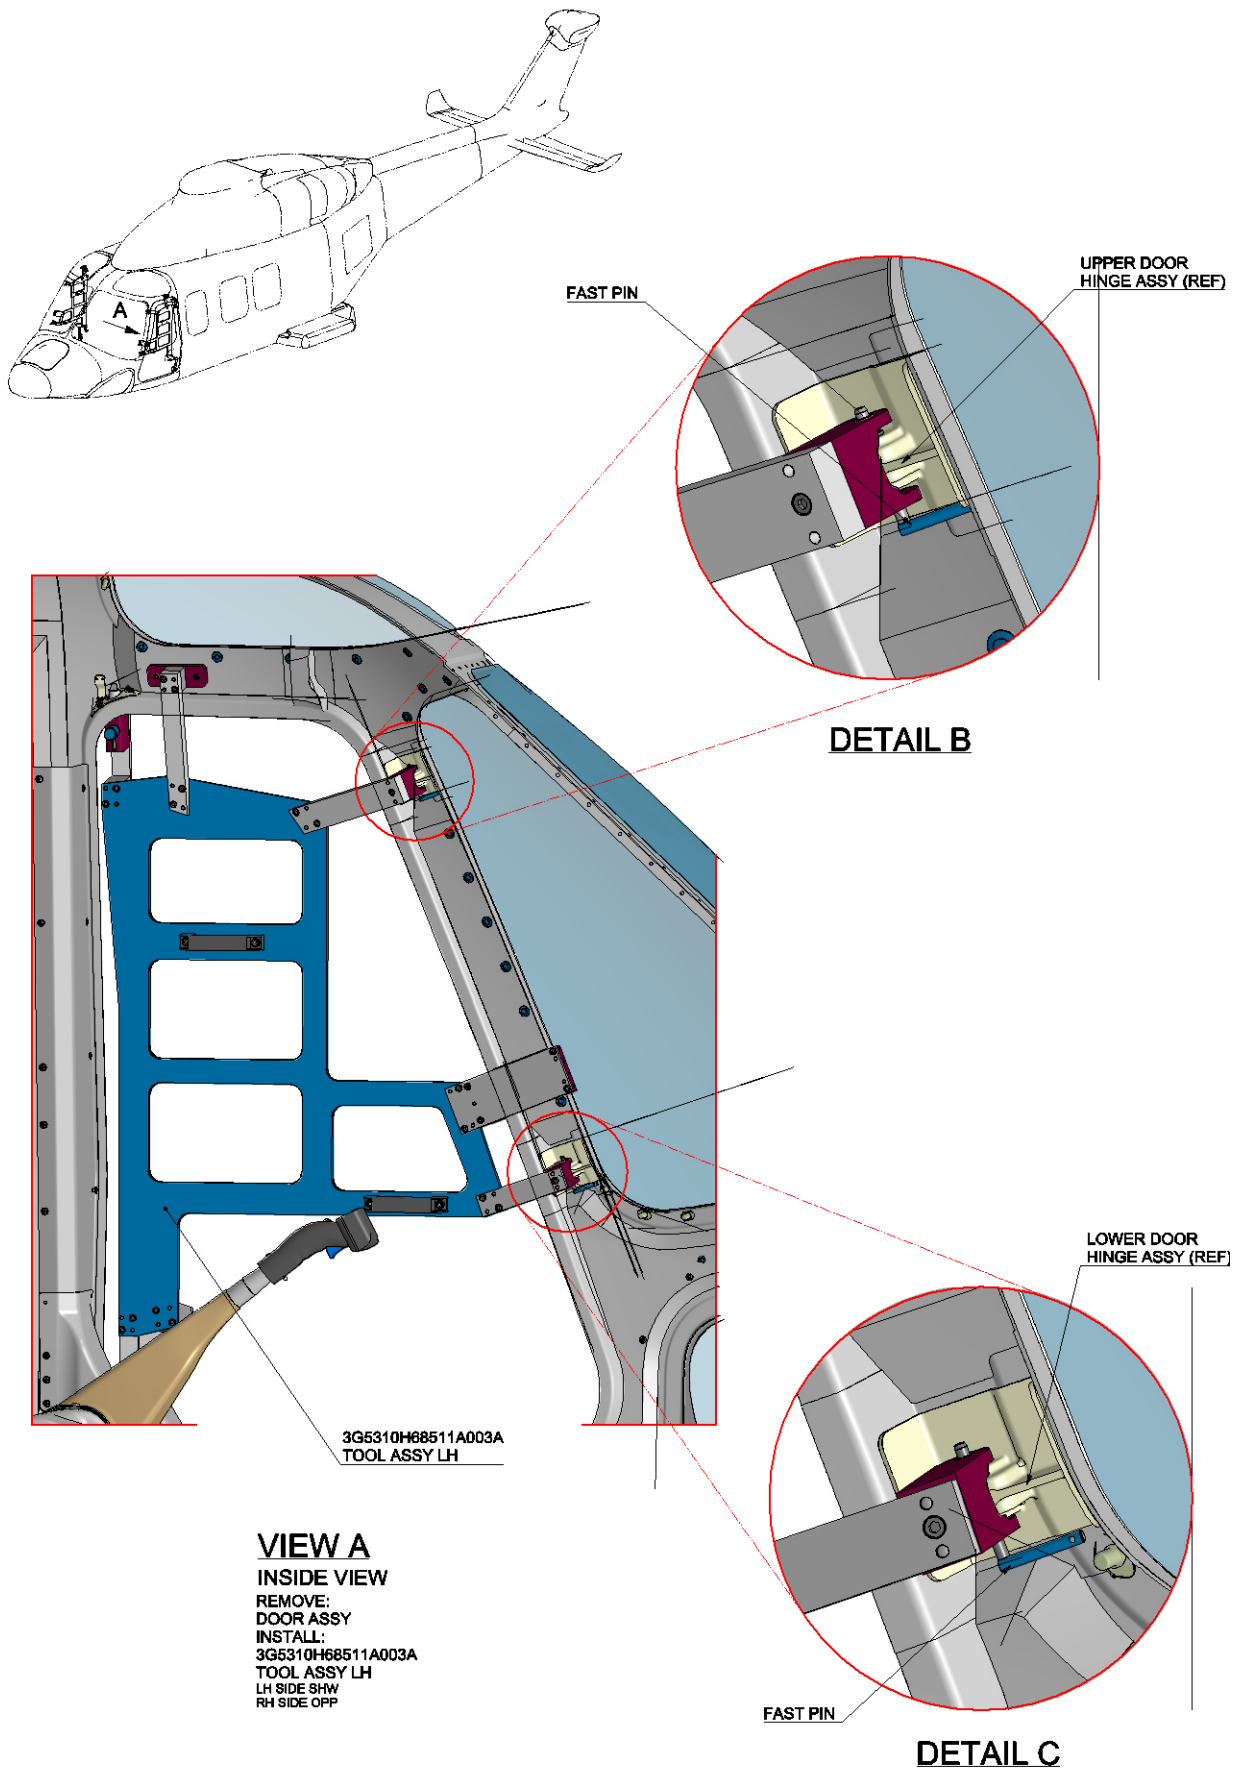 A
UPPER DOOR
HINGE ASSY (REF)
FAST PIN
DETAIL B
LOWER DOOR
HINGE ASSY (REF)
3G5310H68511A003A
TOOL ASSY LH
VIEW A
INSIDE VIEW
REMOVE:
DOOR ASSY
INSTALL:
3G5310H68511A003A
TOOL ASSY LH
LH SIDE SHW
RH SIDE OPP
FAST PIN
DETAIL C